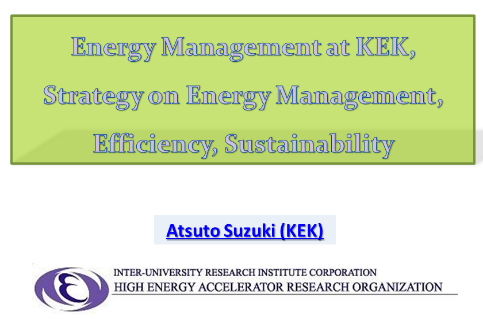 Energy Management at KEK,
Strategy on Energy Management,
Efficiency, Sustainability
Atsuto Suzuki (KEK)
INTER-UNIVERSITY RESEARCH INSTITUTE CORPORATION
HIGH ENERGY ACCELERATOR RESEARCH ORGANIZATION